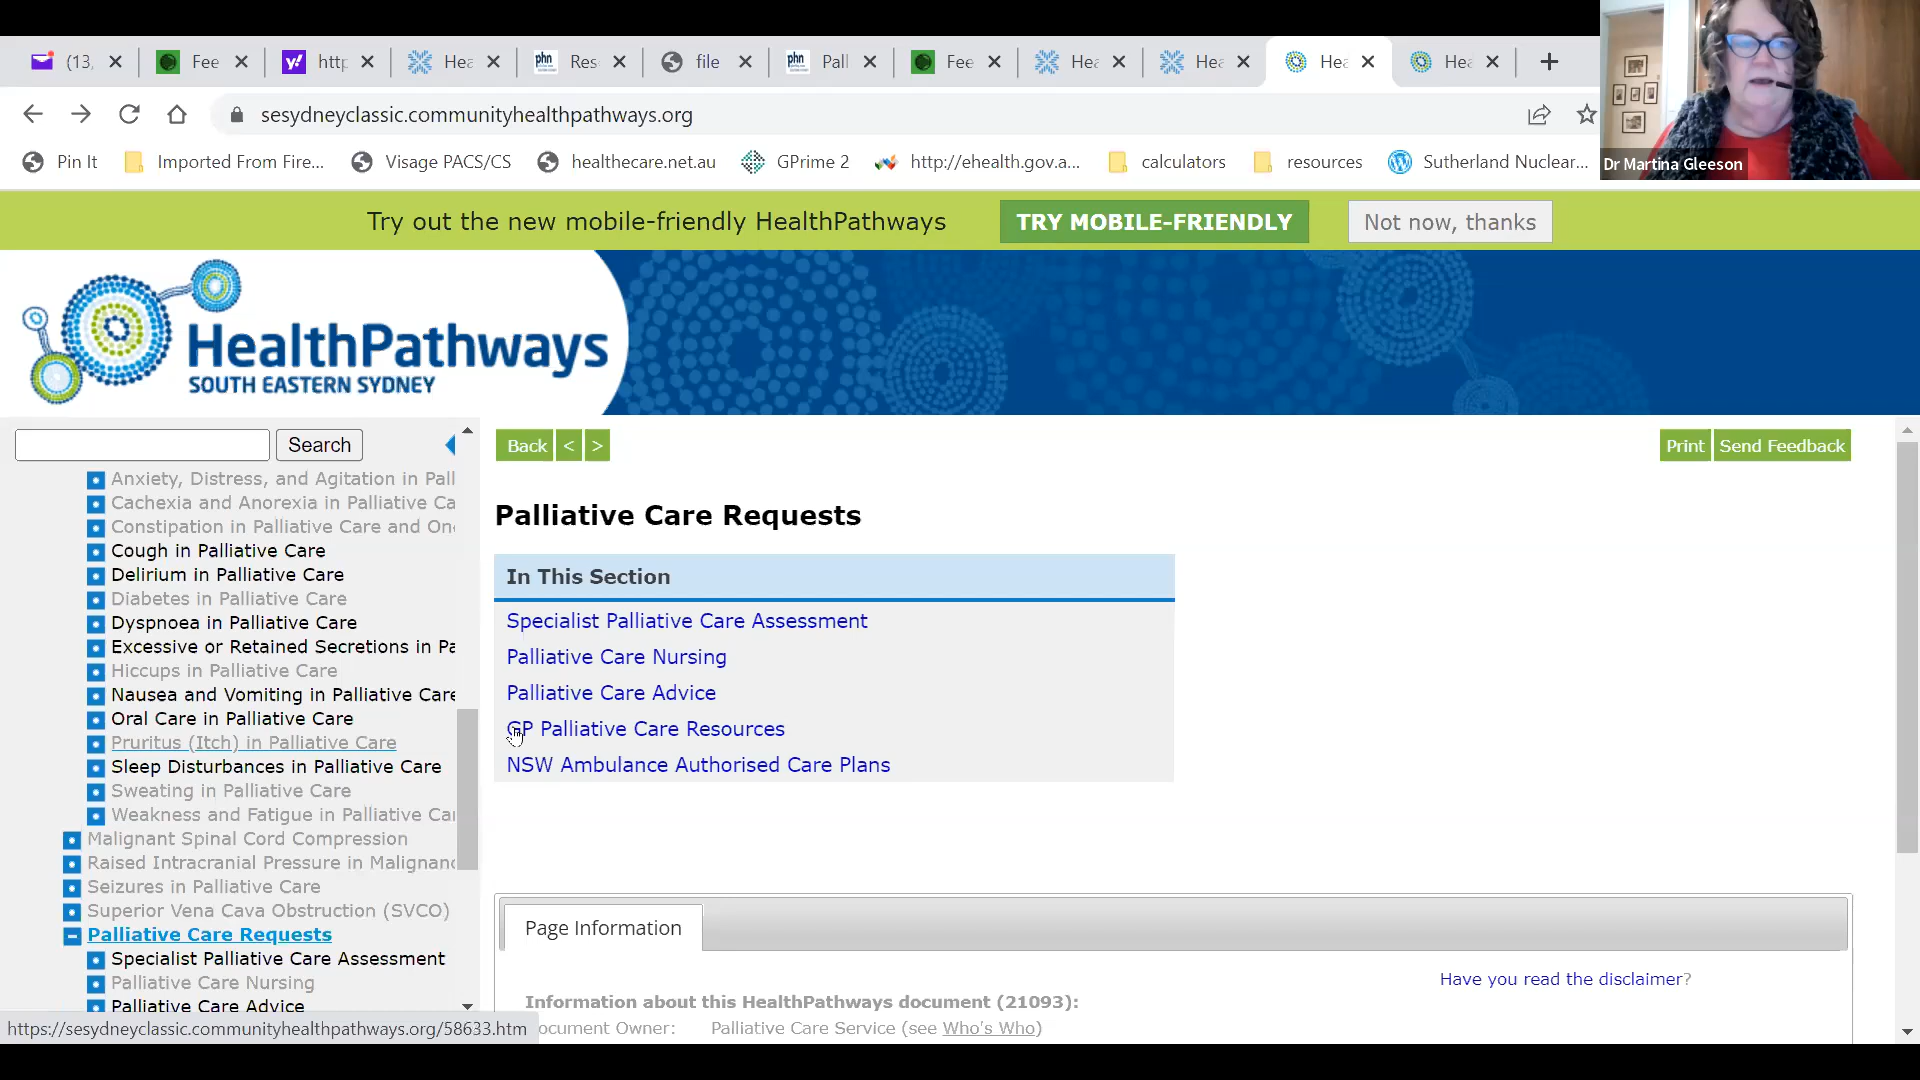 (13,
Fee
http
Hea
Res
file
Pall
Fee
Hea
Hea
Hea
Hea
sesydneyclassic.communityhealthpathways.org
Pin It
Imported From Fire...
Visage PACS/CS
healthecare.net.au
GPrime 2
http://ehealth.gov.a...
calculators
resources
Sutherland Nuclear...
Dr Martina Gleeson
Try out the new mobile-friendly HealthPathways
TRY MOBILE-FRIENDLY
Not now, thanks
HealthPathways
SOUTH EASTERN SYDNEY
Search
Back < >
Print
Send Feedback
Anxiety, Distress, and Agitation in Pall
Cachexia and Anorexia in Palliative Ca
Constipation in Palliative Care and On
Cough in Palliative Care
Delirium in Palliative Care
Diabetes in Palliative Care
Dyspnoea in Palliative Care
Excessive or Retained Secretions in Pa
Hiccups in Palliative Care
Nausea and Vomiting in Palliative Care
Oral Care in Palliative Care
Pruritus (Itch) in Palliative Care
Sleep Disturbances in Palliative Care
Sweating in Palliative Care
Weakness and Fatigue in Palliative Ca
Malignant Spinal Cord Compression
Raised Intracranial Pressure in Malignan
Seizures in Palliative Care
Superior Vena Cava Obstruction (SVCO)
Palliative Care Requests
Specialist Palliative Care Assessment
Palliative Care Nursing
Palliative Care Advice
https://sesydneyclassic.communityhealthpathways.org/58633.htm
Palliative Care Requests
In This Section
Specialist Palliative Care Assessment
Palliative Care Nursing
Palliative Care Advice
GP Palliative Care Resources
NSW Ambulance Authorised Care Plans
Page Information
Have you read the disclaimer?
Information about this HealthPathways document (21093):
ocument Owner: Palliative Care Service (see Who's Who)